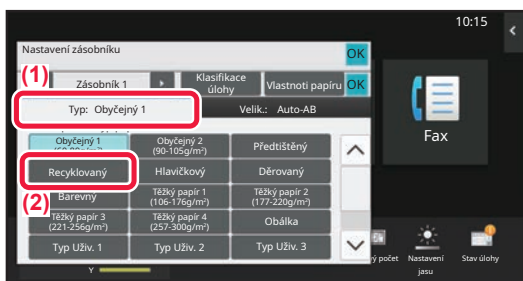 10:15
Nastavení zásobníku
OK
(1)
Zásobník 1
Klasifikace
úlohy
Vlastnoti papíru
OK
Typ: Obyčejný 1
Velik.: Auto-AB
Obyčejný 1
Obyčejný 2
(90-105g/m²)
Předtištěný
Recyklovaný
Hlavičkový
Děrovaný
(2)
Barevný
Těžký papír 1
(106-176g/m²)
Těžký papír 2
(177-220g/m²)
Těžký papír 3
(221-256g/m²)
Těžký papír 4
(257-300g/m²)
Obálka
Typ Uživ. 1
Typ Uživ. 2
Typ Uživ. 3
Fax
ý počet
Nastavení
jasu
Stav úlohy
Y